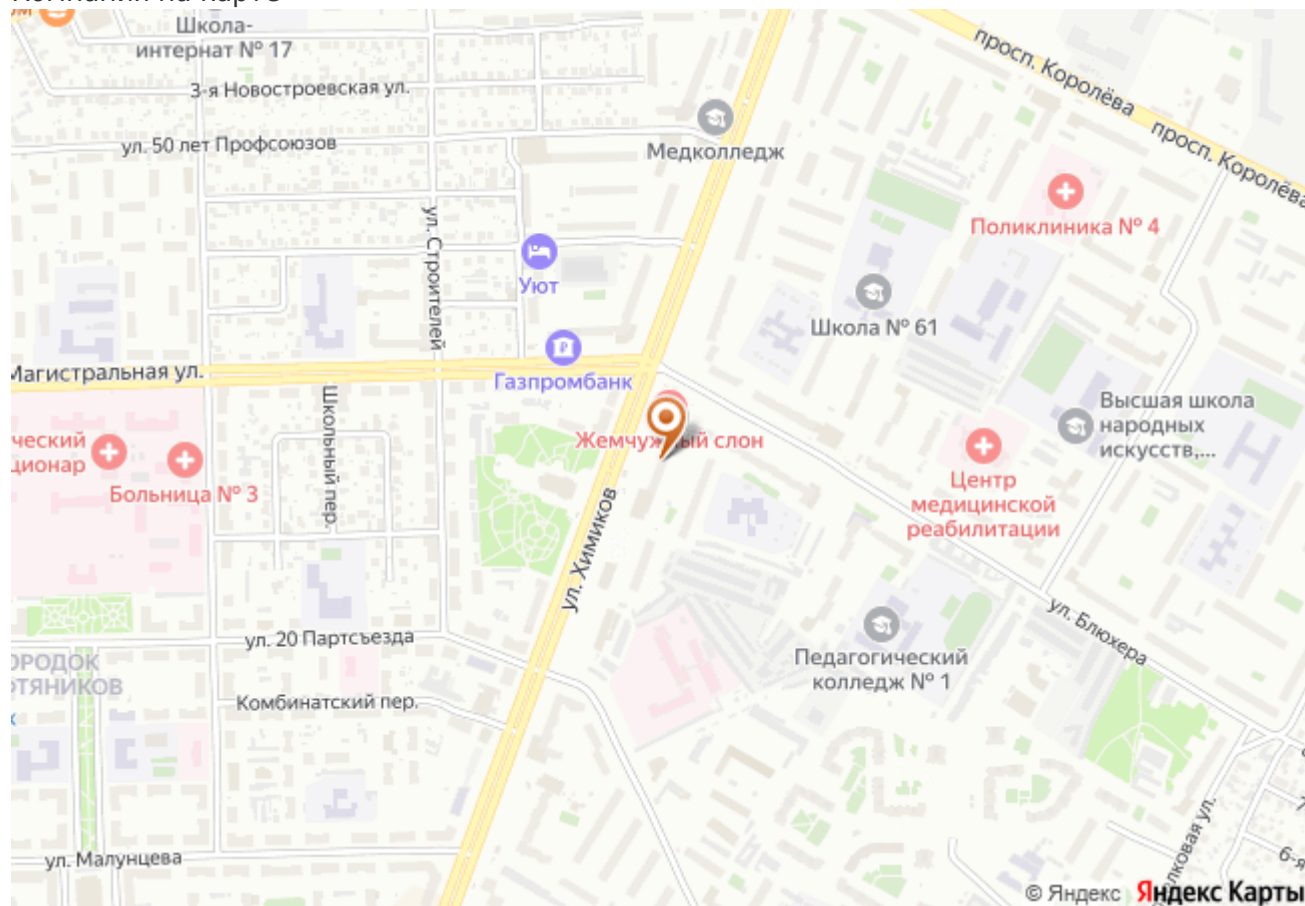 Школа-
интернат № 17
3-я Новостроевская ул.
ул. 50 лет Профсоюзов
Медколледж
просп. Королёва
просп. Королёва
Поликлиника № 4
ул. Строителей
Уют
Школа № 61
Магистральная ул.
Газпромбанк
Школьный пер.
Жемчужный слон
Высшая школа
народных
искусств,...
Центр
медицинской
реабилитации
Больница № 3
ул. Химиков
ул. 20 Партсъезда
ул. Блюхера
Педагогический
колледж № 1
Комбинатский пер.
ул. Малунцева
© Яндекс Яндекс Карты